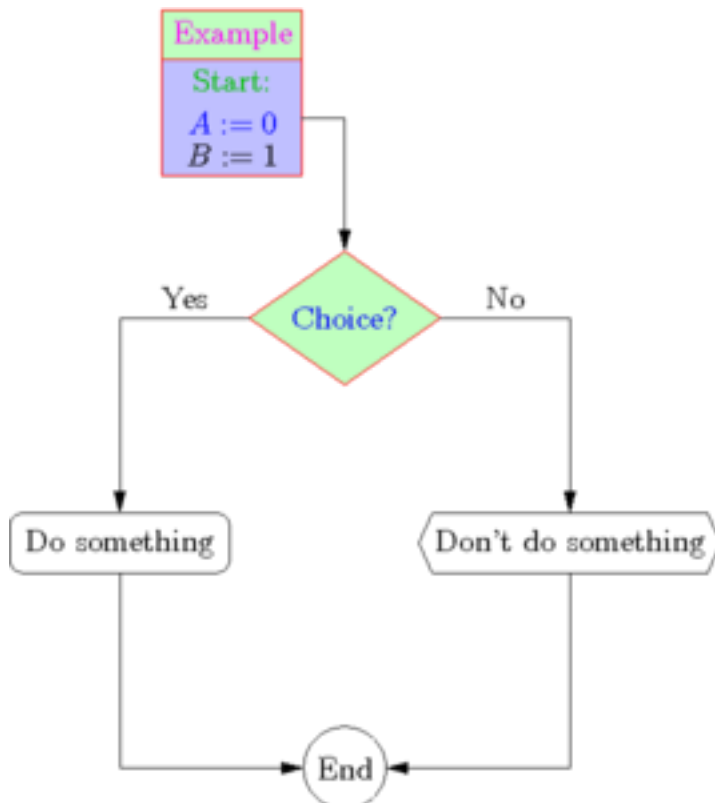 Example
Start:
A := 0
B := 1
Yes
Choice?
No
Do something
Don't do something
End